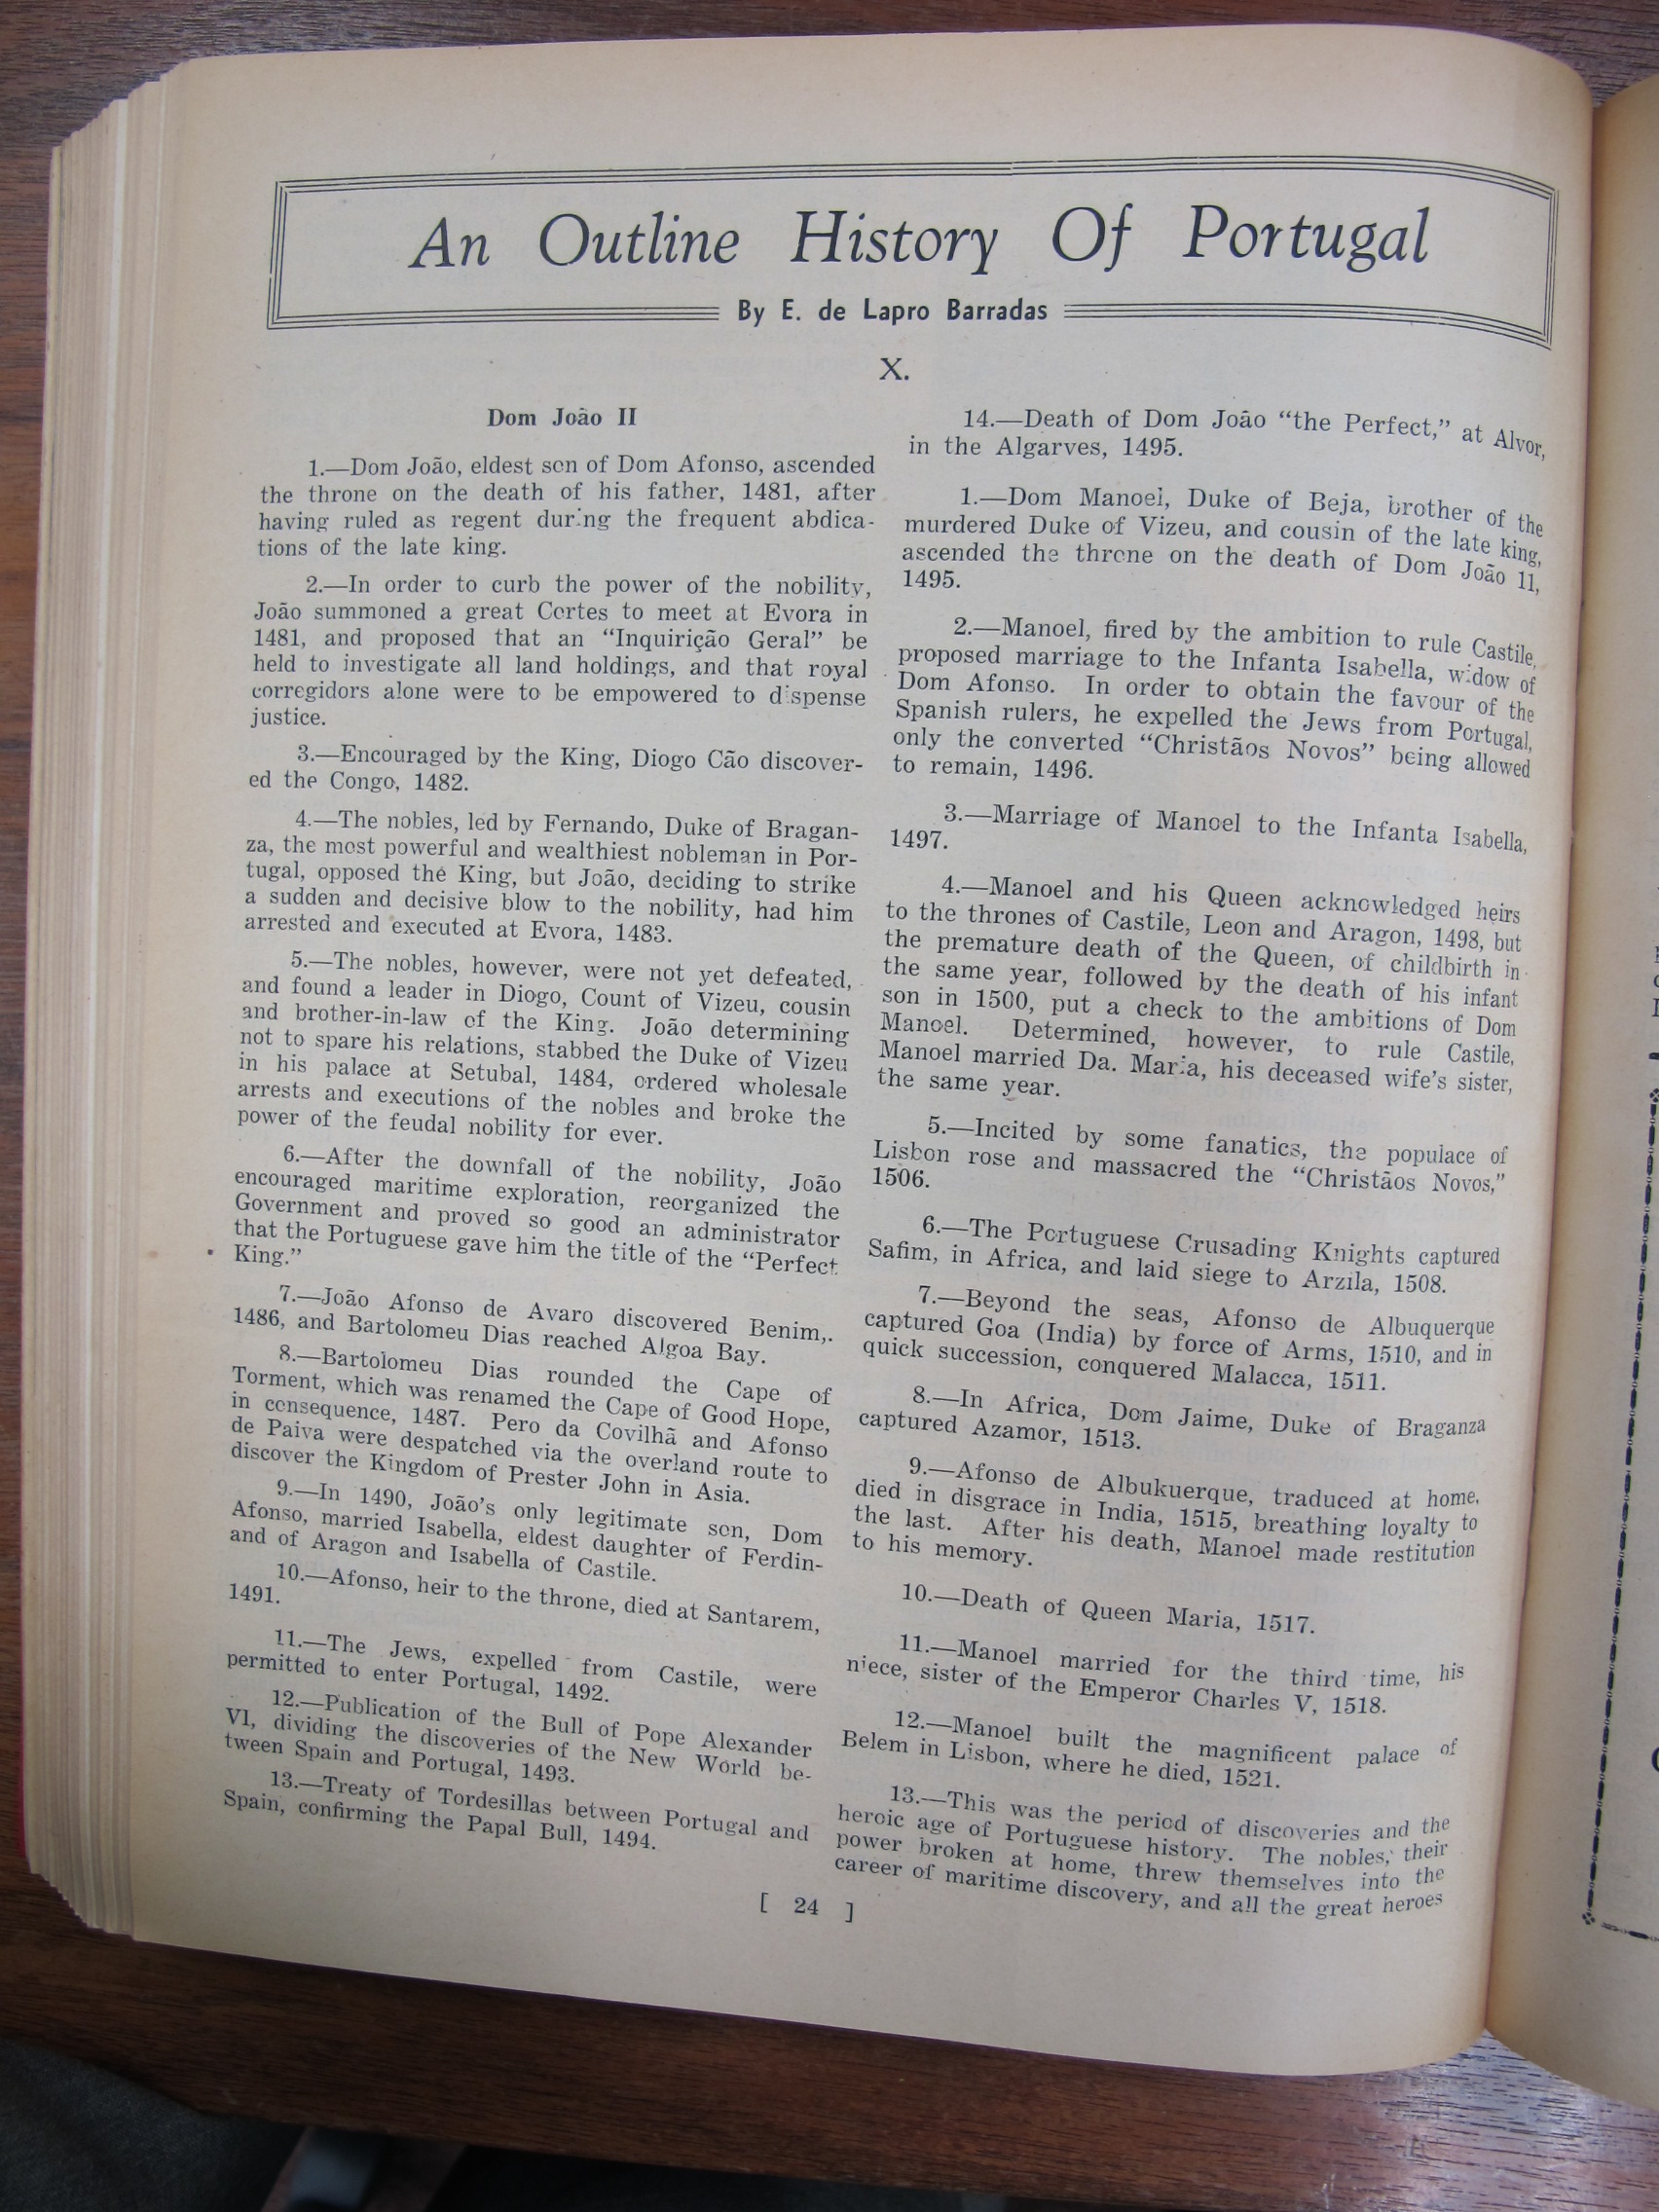 An Outline History Of Portugal
By E. de Lapro Barradas
X.
Dom João II
1.—Dom João, eldest son of Dom Afonso, ascended
the throne on the death of his father, 1481, after
having ruled as regent during the frequent abdica-
tions of the late king.
2.—In order to curb the power of the nobility,
João summoned a great Cortes to meet at Evora in
1481, and proposed that an “Inquirição Geral” be
held to investigate all land holdings, and that royal
corregidors alone were to be empowered to dispense
justice.
3.—Encouraged by the King, Diogo Cão discover-
ed the Congo, 1482.
4.—The nobles, led by Fernando, Duke of Bragan-
za, the most powerful and wealthiest nobleman in Por-
tugal, opposed the King, but João, deciding to strike
a sudden and decisive blow to the nobility, had him
arrested and executed at Evora, 1483.
5.—The nobles, however, were not yet defeated,
and found a leader in Diogo, Count of Vizeu, cousin
and brother-in-law of the King. João determining
not to spare his relations, stabbed the Duke of Vizeu
in his palace at Setubal, 1484, ordered wholesale
arrests and executions of the nobles and broke the
power of the feudal nobility for ever.
6.—After the downfall of the nobility, João
encouraged maritime exploration, reorganized the
Government and proved so good an administrator
that the Portuguese gave him the title of the “Perfect
King.”
7.—João Afonso de Avaro discovered Benim,.
1486, and Bartolomeu Dias reached Algoa Bay.
8.—Bartolomeu Dias rounded the Cape of
Torment, which was renamed the Cape of Good Hope,
in consequence, 1487. Pero da Covilhã and Afonso
de Paiva were despatched via the overland route to
discover the Kingdom of Prester John in Asia.
9.—In 1490, João’s only legitimate son, Dom
Afonso, married Isabella, eldest daughter of Ferdin-
and of Aragon and Isabella of Castile.
10.—Afonso, heir to the throne, died at Santarem,
1491.
11.—The Jews, expelled from Castile, were
permitted to enter Portugal, 1492.
12.—Publication of the Bull of Pope Alexander
VI, dividing the discoveries of the New World be-
tween Spain and Portugal, 1493.
13.—Treaty of Tordesillas between Portugal and
Spain, confirming the Papal Bull, 1494.
14.—Death of Dom João “the Perfect,” at Alvor,
in the Algarves, 1495.
1.—Dom Manoel, Duke of Beja, brother of the
murdered Duke of Vizeu, and cousin of the late king,
ascended the throne on the death of Dom João 11,
1495.
2.—Manoel, fired by the ambition to rule Castile,
proposed marriage to the Infanta Isabella, widow of
Dom Afonso. In order to obtain the favour of the
Spanish rulers, he expelled the Jews from Portugal,
only the converted “Christãos Novos” being allowed
to remain, 1496.
3.—Marriage of Manoel to the Infanta Isabella,
1497.
4.—Manoel and his Queen acknowledged heirs
to the thrones of Castile, Leon and Aragon, 1498, but
the premature death of the Queen, of childbirth in
the same year, followed by the death of his infant
son in 1500, put a check to the ambitions of Dom
Manoel. Determined, however, to rule Castile,
Manoel married Da. Maria, his deceased wife’s sister,
the same year.
5.—Incited by some fanatics, the populace of
Lisbon rose and massacred the “Christãos Novos,”
1506.
6.—The Portuguese Crusading Knights captured
Safim, in Africa, and laid siege to Arzila, 1508.
7.—Beyond the seas, Afonso de Albuquerque
captured Goa (India) by force of Arms, 1510, and in
quick succession, conquered Malacca, 1511.
8.—In Africa, Dom Jaime, Duke of Braganza
captured Azamor, 1513.
9.—Afonso de Albukuerque, traduced at home,
died in disgrace in India, 1515, breathing loyalty to
the last. After his death, Manoel made restitution
to his memory.
10.—Death of Queen Maria, 1517.
11.—Manoel married for the third time, his
niece, sister of the Emperor Charles V, 1518.
12.—Manoel built the magnificent palace of
Belem in Lisbon, where he died, 1521.
13.—This was the period of discoveries and the
heroic age of Portuguese history. The nobles, their
power broken at home, threw themselves into the
career of maritime discovery, and all the great heroes
[ 24 ]